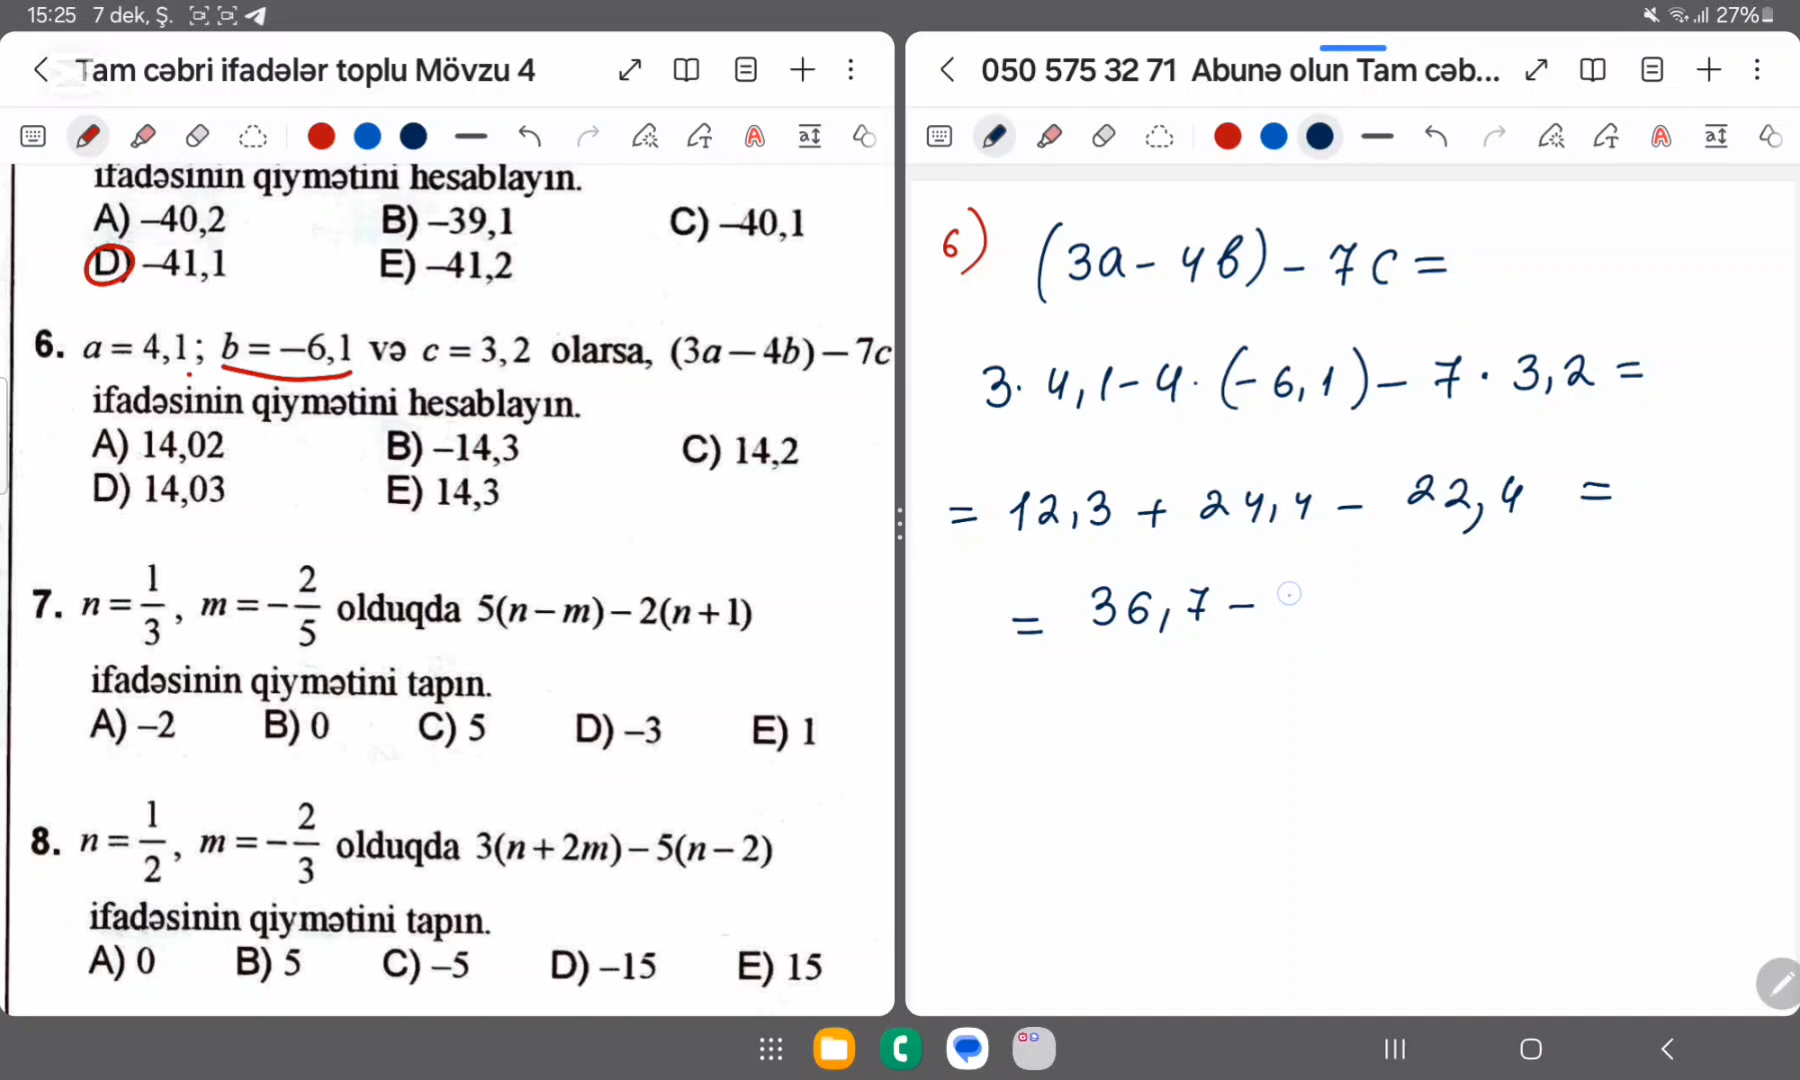 15:25 7 dek, Ş.
27%
Tam cəbri ifadələr toplu Mövzu 4
050 575 32 71 Abunə olun Tam cəb...
ifadəsinin qiymətini hesablayın.
A) –40,2 B) –39,1 C) –40,1
D) –41,1 E) –41,2
6. a = 4,1; b = –6,1 və c = 3,2 olarsa, (3a – 4b) – 7c
ifadəsinin qiymətini hesablayın.
A) 14,02 B) –14,3 C) 14,2
D) 14,03 E) 14,3
7. n = 1/3, m = –2/5 olduqda 5(n – m) – 2(n + 1)
ifadəsinin qiymətini tapın.
A) –2 B) 0 C) 5 D) –3 E) 1
8. n = 1/2, m = –2/3 olduqda 3(n + 2m) – 5(n – 2)
ifadəsinin qiymətini tapın.
A) 0 B) 5 C) –5 D) –15 E) 15
6) (3a - 4b) - 7c =
3 · 4,1 - 4 · (-6,1) - 7 · 3,2 =
= 12,3 + 24,4 - 22,4 =
= 36,7 -